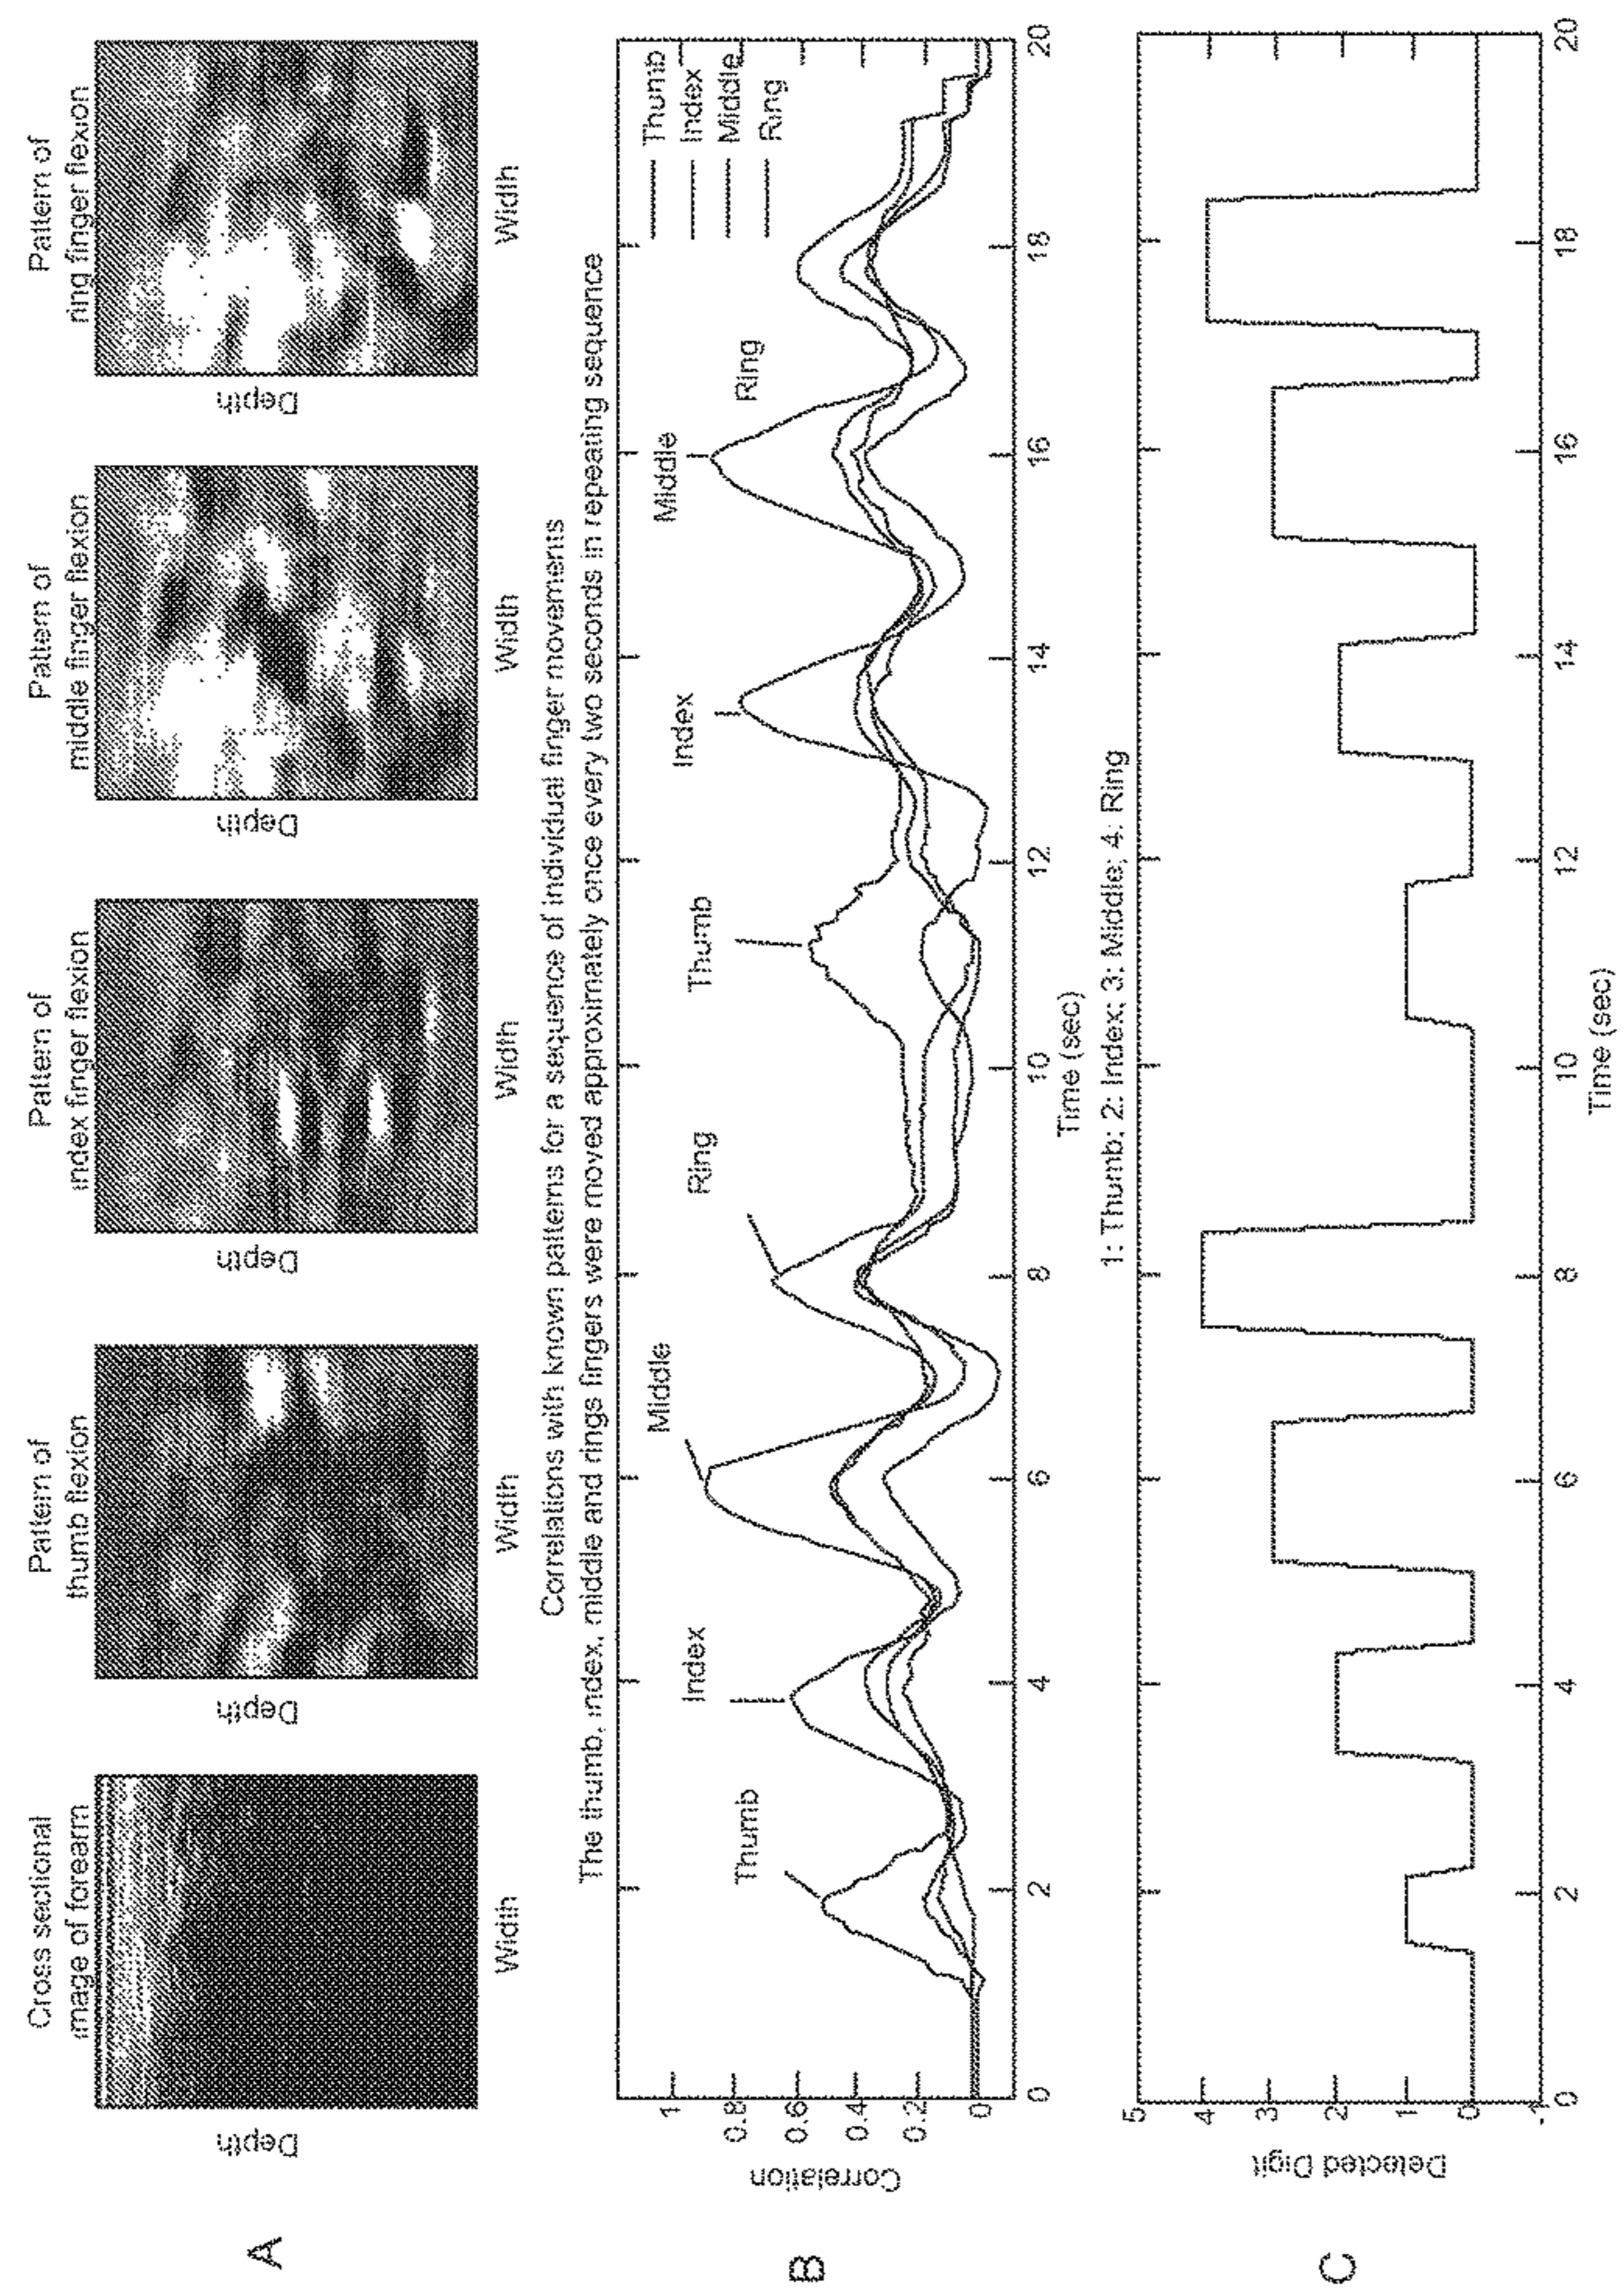 A
Cross sectional
image of forearm
Depth
Width
Pattern of
thumb flexion
Depth
Width
Pattern of
index finger flexion
Depth
Width
Pattern of
middle finger flexion
Depth
Width
Pattern of
ring finger flexion
Depth
Width
B
Correlations with known patterns for a sequence of individual finger movements
The thumb, index, middle and rings fingers were moved approximately once every two seconds in repeating sequence
Correlation
1
0.8
0.6
0.4
0.2
0
Thumb
Index
Middle
Ring
Thumb
Index
Middle
Ring
Thumb
Index
Middle
Ring
0 2 4 6 8 10 12 14 16 18 20
Time (sec)
C
1: Thumb; 2: Index; 3: Middle; 4: Ring
Detected Digit
5
4
3
2
1
0
-1
0 2 4 6 8 10 12 14 16 18 20
Time (sec)